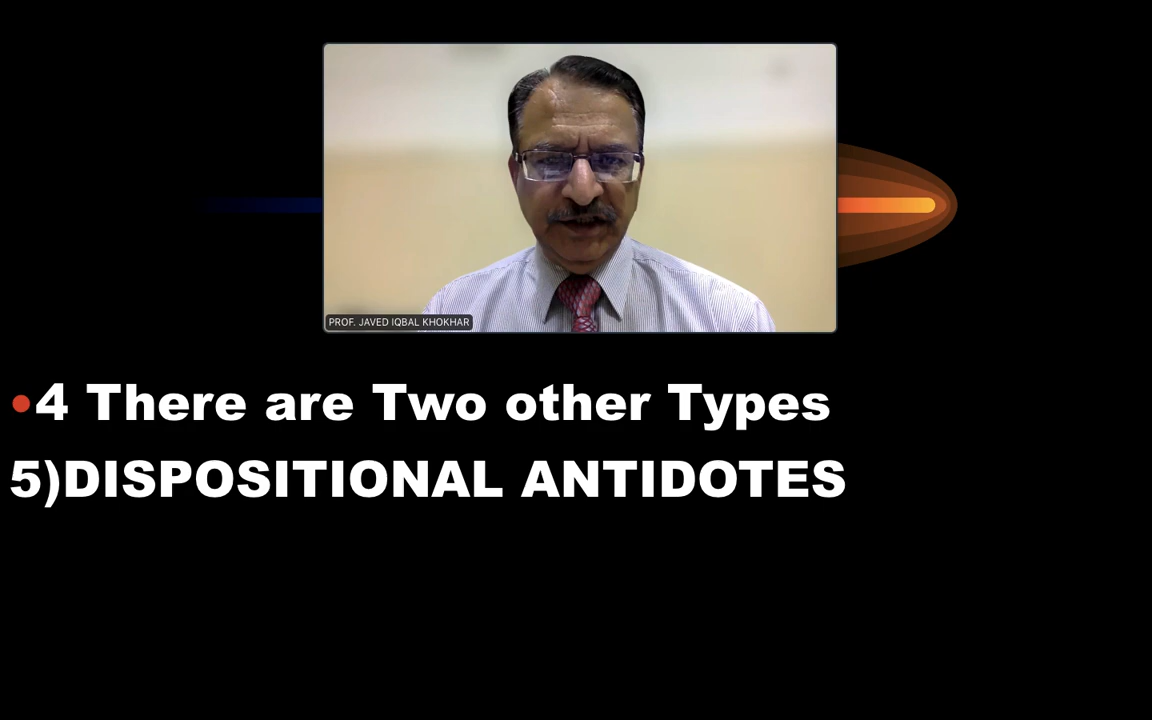 PROF. JAVED IQBAL KHOKHAR
•4 There are Two other Types
5)DISPOSITIONAL ANTIDOTES